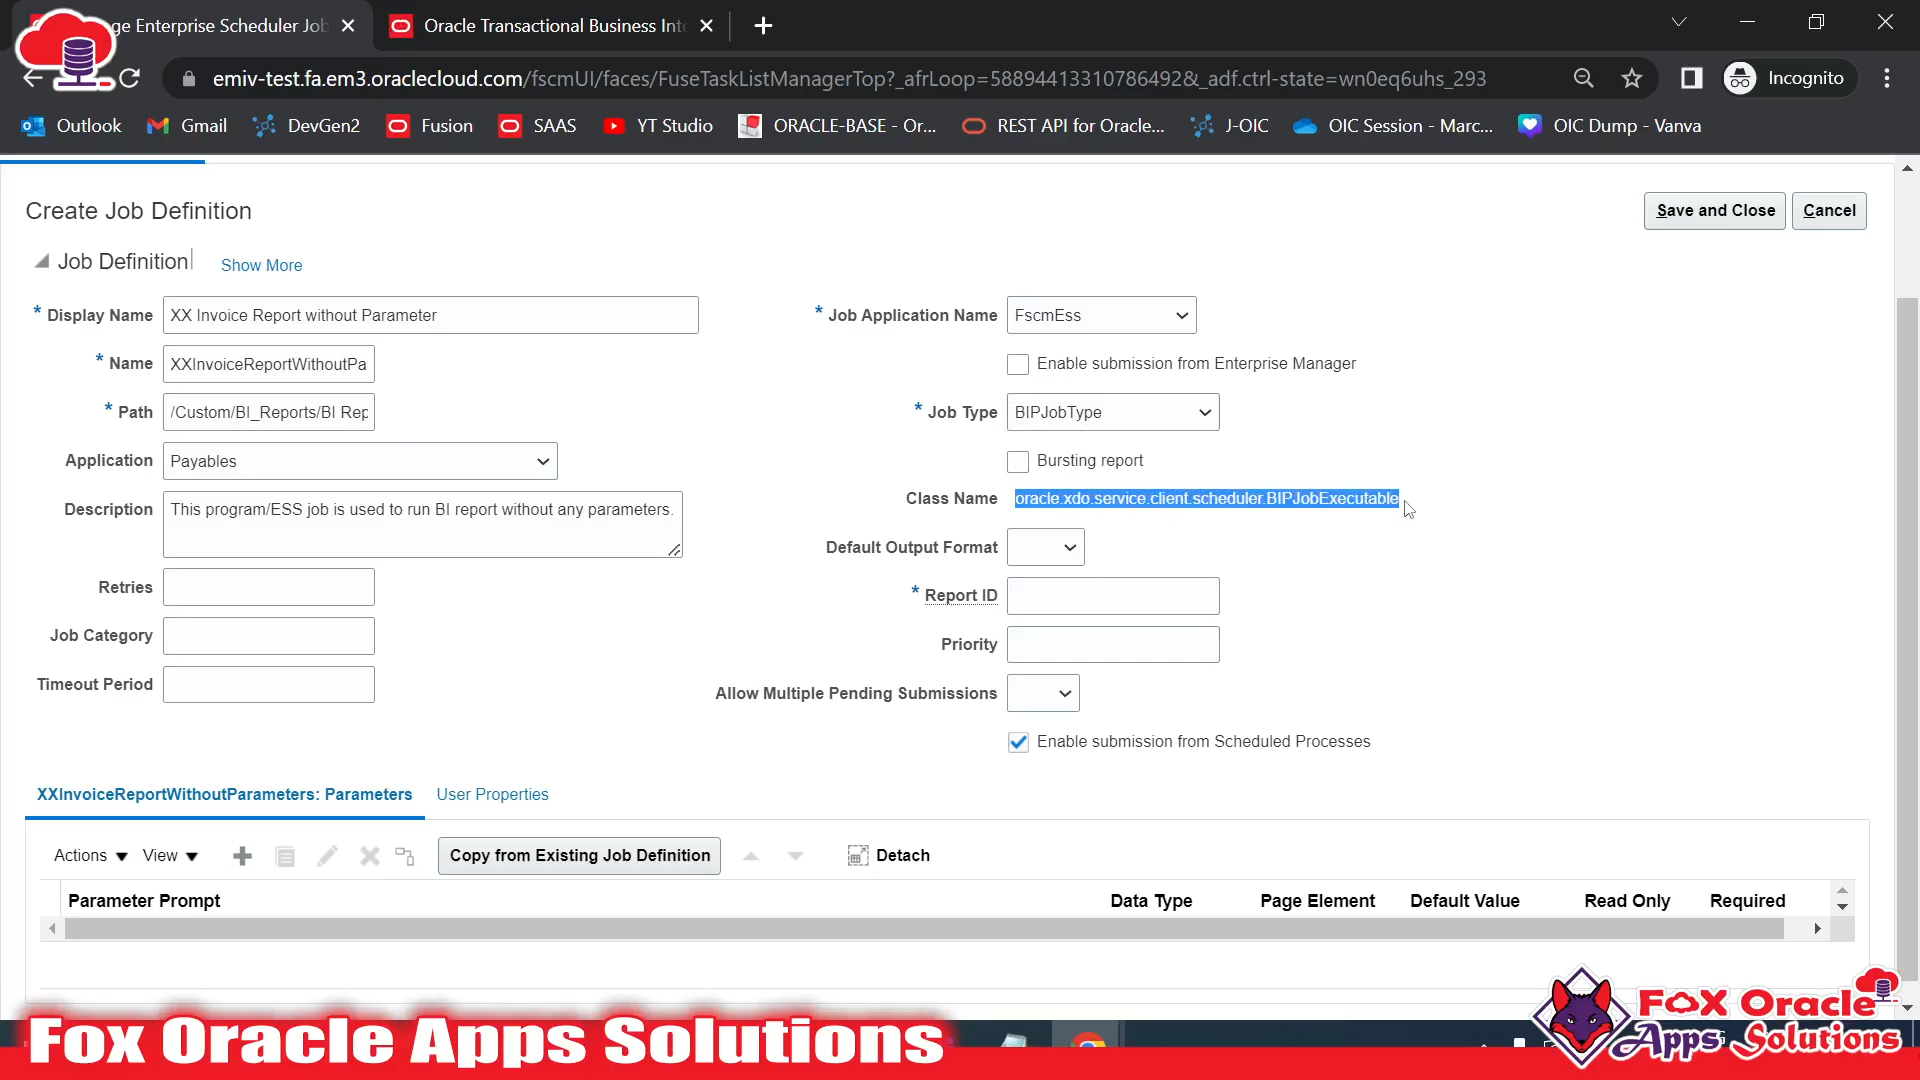 ge Enterprise Scheduler Job
Oracle Transactional Business Inte
emiv-test.fa.em3.oraclecloud.com/fscmUI/faces/FuseTaskListManagerTop?_afrLoop=58894413310786492&_adf.ctrl-state=wn0eq6uhs_293
Incognito
Outlook
Gmail
DevGen2
Fusion
SAAS
YT Studio
ORACLE-BASE - Or...
REST API for Oracle...
J-OIC
OIC Session - Marc...
OIC Dump - Vanva
Create Job Definition
Save and Close
Cancel
Job Definition
Show More
* Display Name XX Invoice Report without Parameter
* Name XXInvoiceReportWithoutPa
* Path /Custom/BI_Reports/BI Rep
Application Payables
Description This program/ESS job is used to run BI report without any parameters.
Retries
Job Category
Timeout Period
* Job Application Name FscmEss
Enable submission from Enterprise Manager
* Job Type BIPJobType
Bursting report
Class Name oracle.xdo.service.client.scheduler.BIPJobExecutable
Default Output Format
* Report ID
Priority
Allow Multiple Pending Submissions
Enable submission from Scheduled Processes
XXInvoiceReportWithoutParameters: Parameters
User Properties
Actions
View
Copy from Existing Job Definition
Detach
Parameter Prompt
Data Type
Page Element
Default Value
Read Only
Required
Fox Oracle Apps Solutions
Fox Oracle
Apps Solutions